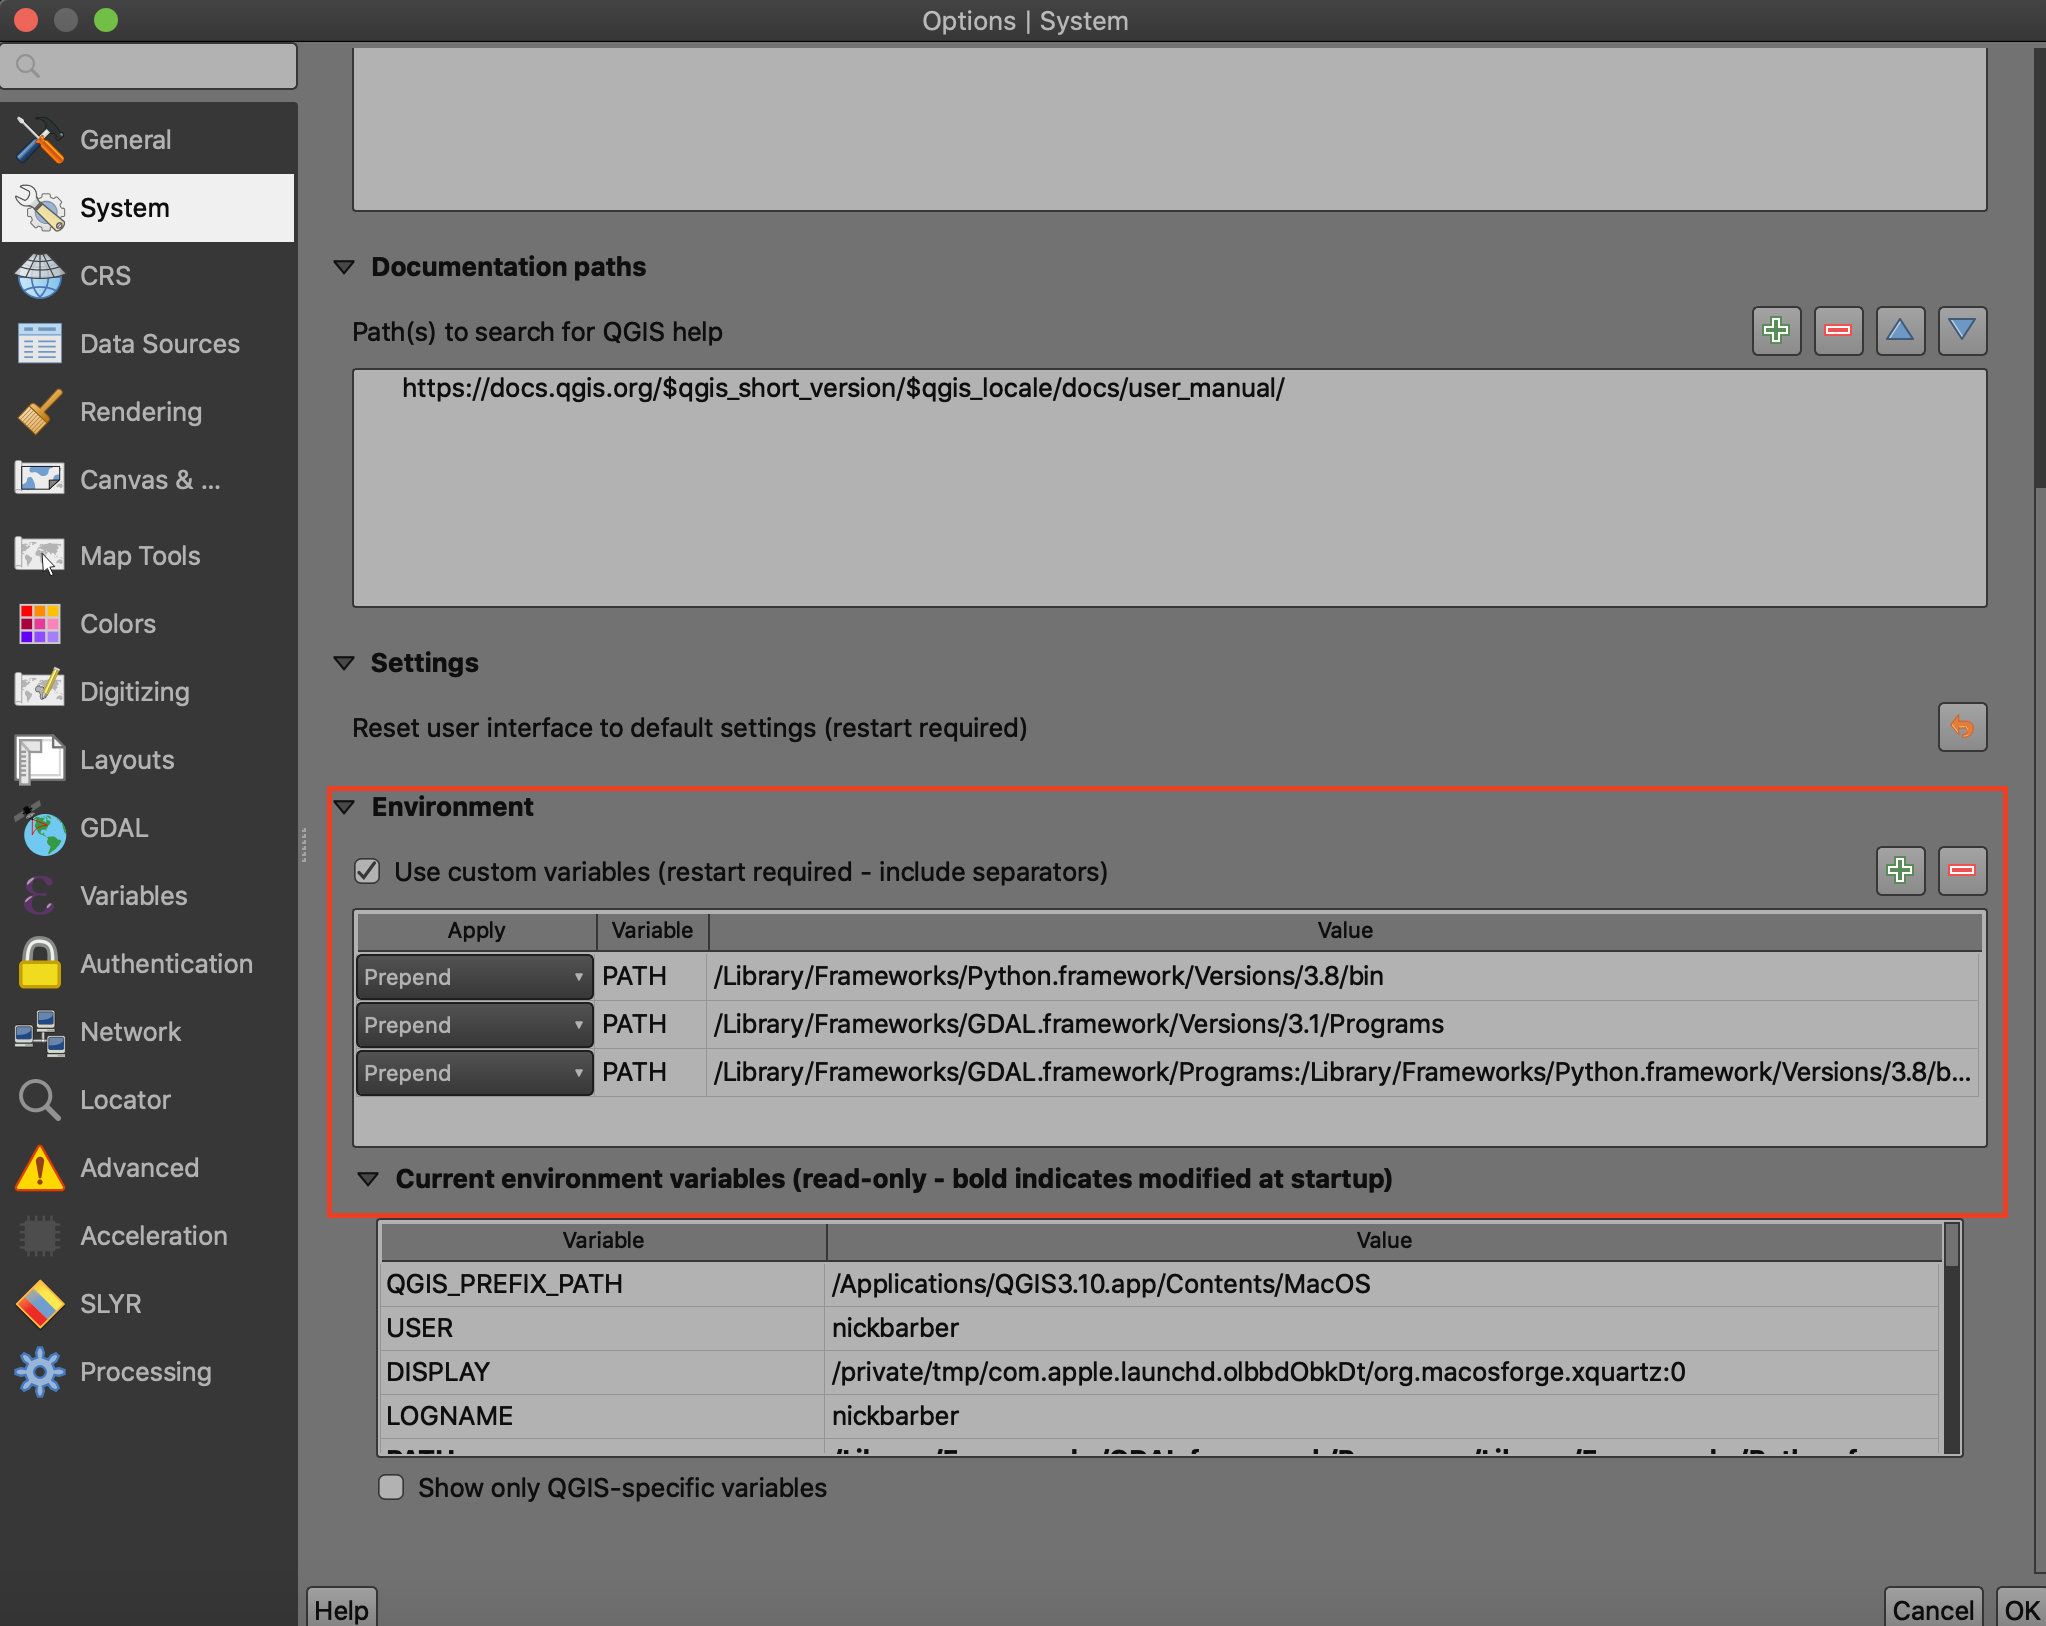 Options | System
General
System
CRS
Data Sources
Rendering
Canvas & ...
Map Tools
Colors
Digitizing
Layouts
GDAL
Variables
Authentication
Network
Locator
Advanced
Acceleration
SLYR
Processing
Documentation paths
Path(s) to search for QGIS help
https://docs.qgis.org/$qgis_short_version/$qgis_locale/docs/user_manual/
Settings
Reset user interface to default settings (restart required)
Environment
Use custom variables (restart required - include separators)
Apply Variable Value
Prepend PATH /Library/Frameworks/Python.framework/Versions/3.8/bin
Prepend PATH /Library/Frameworks/GDAL.framework/Versions/3.1/Programs
Prepend PATH /Library/Frameworks/GDAL.framework/Programs:/Library/Frameworks/Python.framework/Versions/3.8/b...
Current environment variables (read-only - bold indicates modified at startup)
Variable Value
QGIS_PREFIX_PATH /Applications/QGIS3.10.app/Contents/MacOS
USER nickbarber
DISPLAY /private/tmp/com.apple.launchd.olbbdObkDt/org.macosforge.xquartz:0
LOGNAME nickbarber
Show only QGIS-specific variables
Help Cancel OK